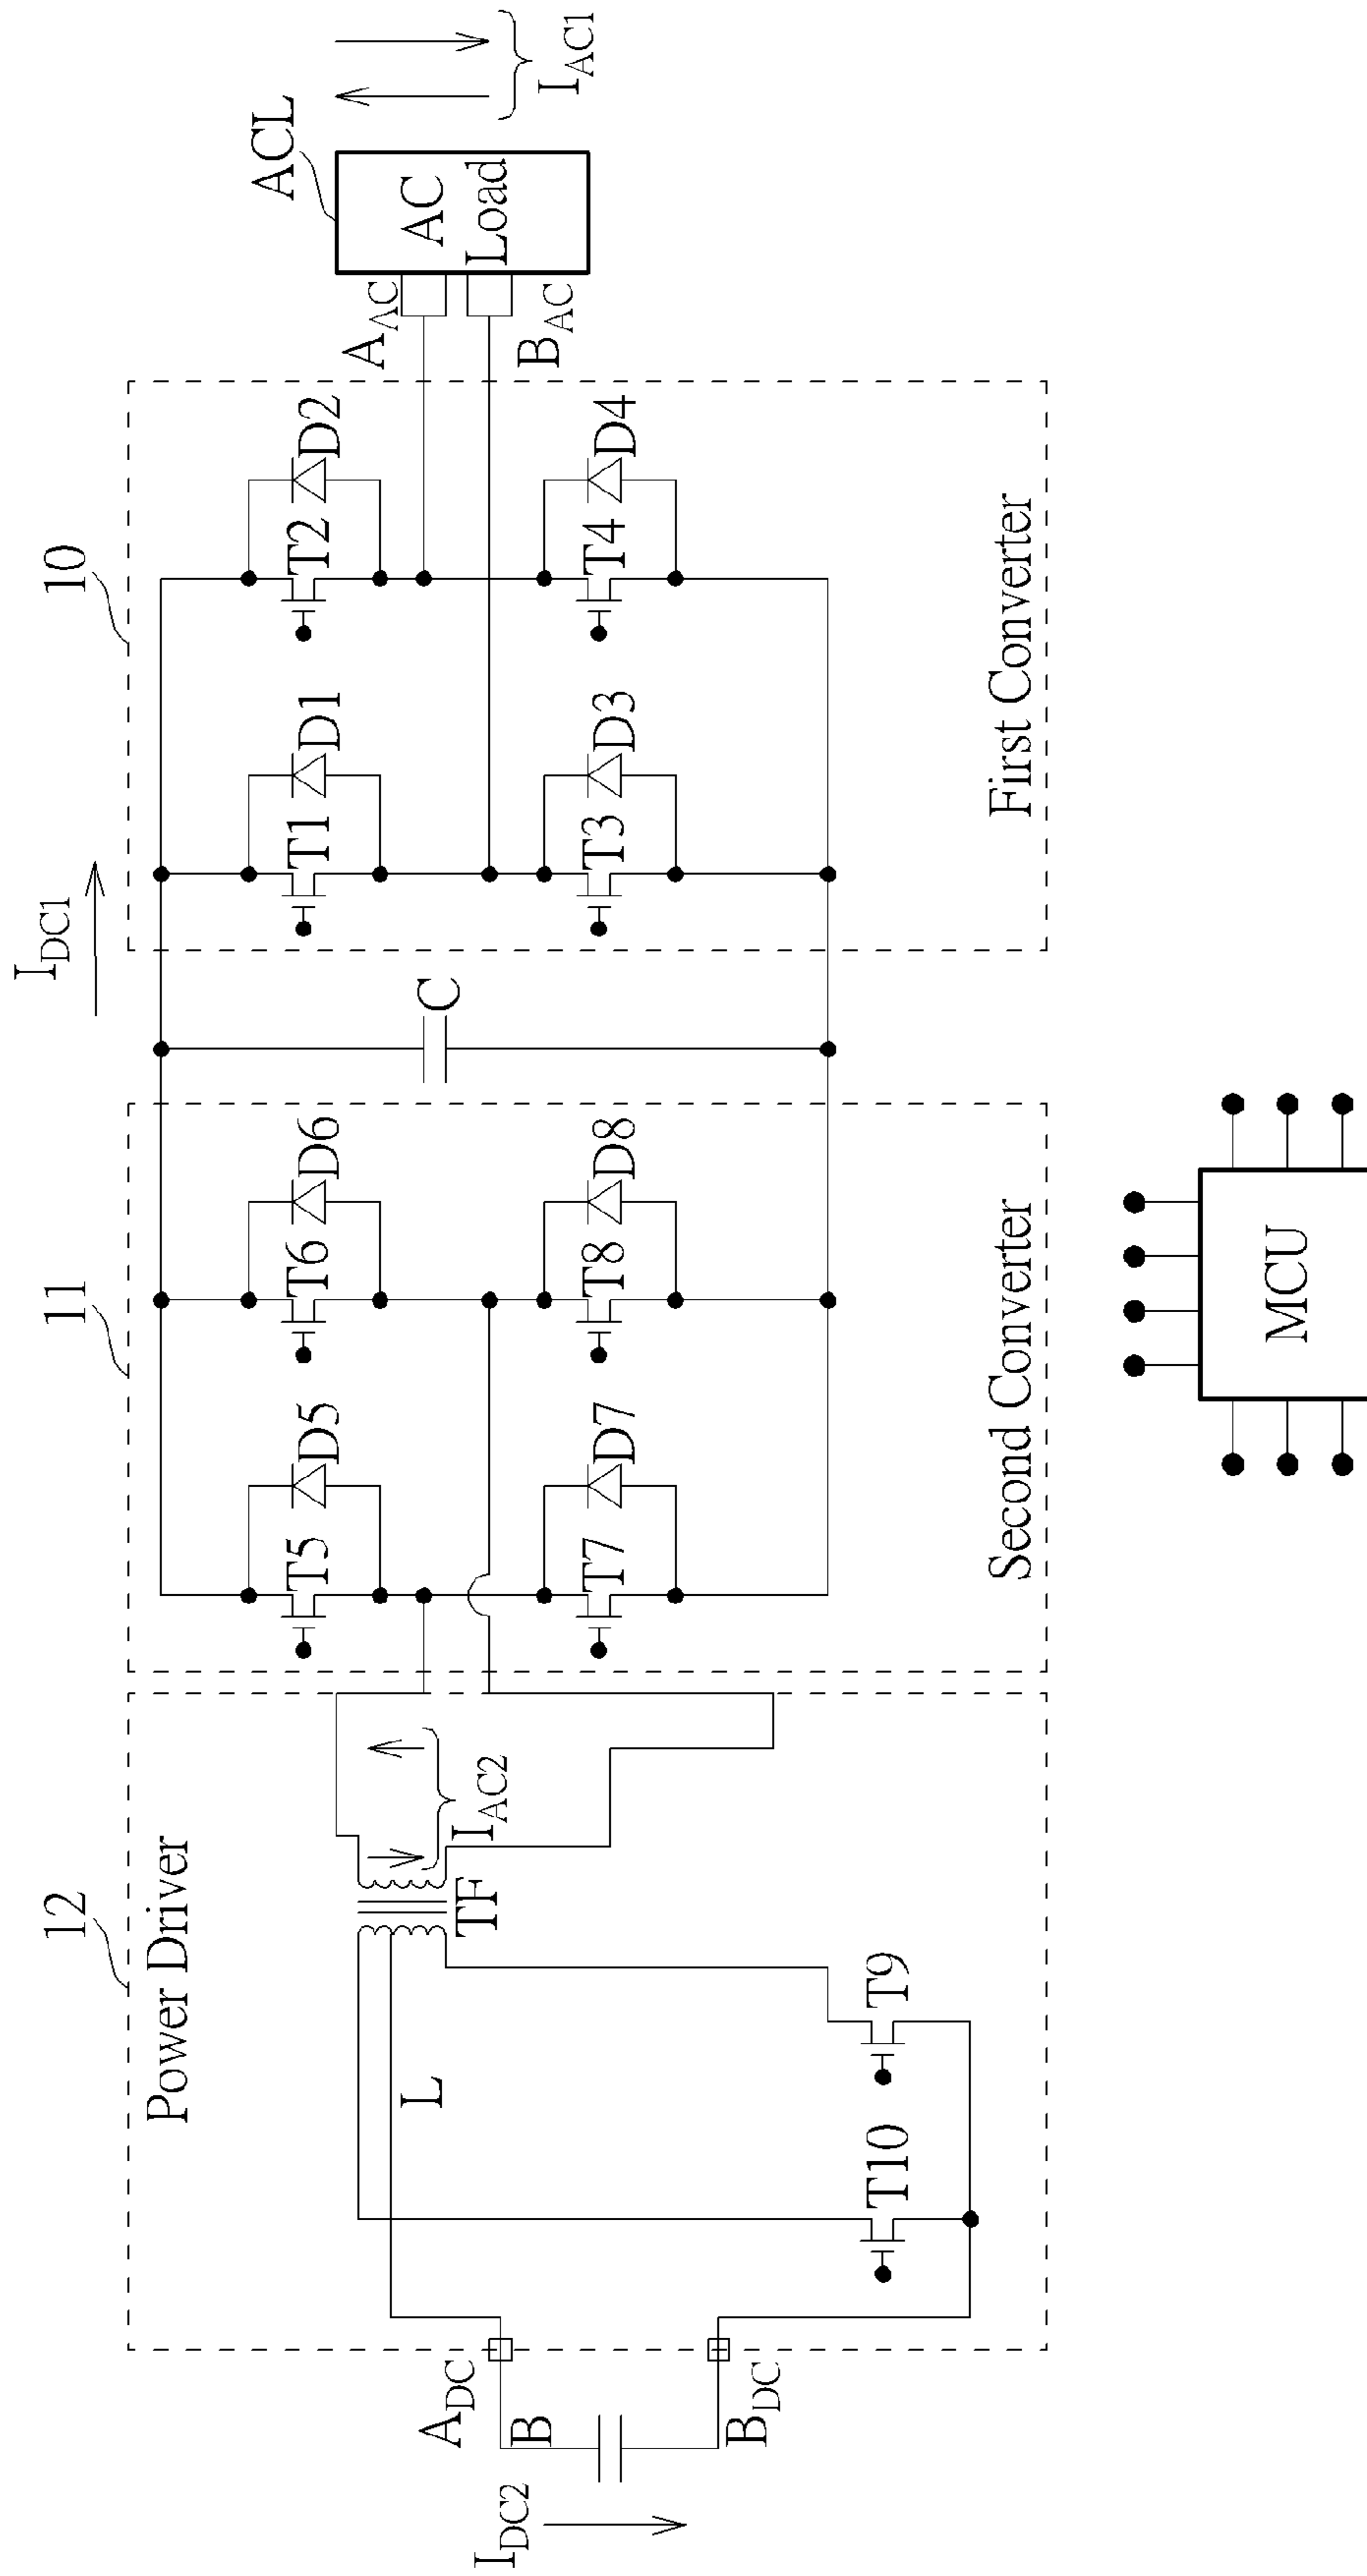 12
11
10
I_DC1
Power Driver
ACL
T5
D5
T6
D6
T1
D1
T2
D2
A_AC
AC
Load
B_AC
I_AC1
I_AC2
TF
L
C
A_DC
B
B_DC
I_DC2
T7
D7
T8
D8
T3
D3
T4
D4
T10
T9
Second Converter
First Converter
MCU